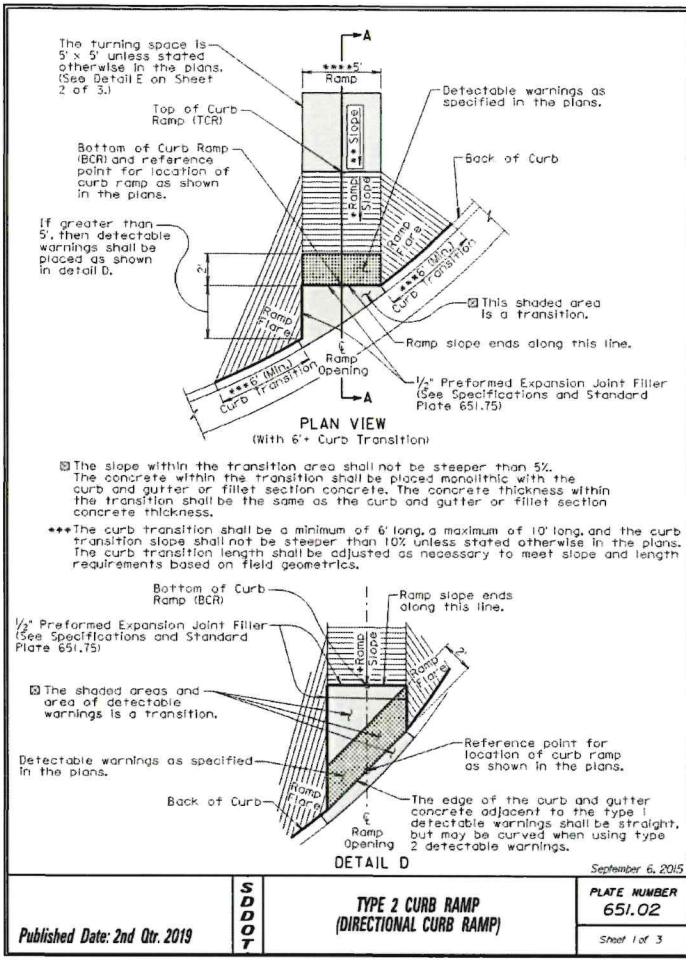 A
The turning space is
5' x 5' unless stated
otherwise in the plans.
(See Detail E on Sheet
2 of 3.)
****5'
Ramp
Detectable warnings as
specified in the plans.
Top of Curb
Ramp (TCR)
** Slope
Bottom of Curb Ramp
(BCR) and reference
point for location of
curb ramp as shown
in the plans.
Back of Curb
*Ramp
Slope
If greater than
5', then detectable
warnings shall be
placed as shown
in detail D.
2'
Ramp
Flare
***6' (Min.)
Curb Transition
☒ This shaded area
is a transition.
Ramp
Flare
Ramp slope ends along this line.
***6' (Min.)
Curb Transition
℄
Ramp
Opening
1/2" Preformed Expansion Joint Filler
(See Specifications and Standard
Plate 651.75)
A
PLAN VIEW
(With 6'+ Curb Transition)
☒ The slope within the transition area shall not be steeper than 5%.
The concrete within the transition shall be placed monolithic with the
curb and gutter or fillet section concrete. The concrete thickness within
the transition shall be the same as the curb and gutter or fillet section
concrete thickness.
*** The curb transition shall be a minimum of 6' long, a maximum of 10' long, and the curb
transition slope shall not be steeper than 10% unless stated otherwise in the plans.
The curb transition length shall be adjusted as necessary to meet slope and length
requirements based on field geometrics.
Bottom of Curb
Ramp (BCR)
Ramp slope ends
along this line.
1/2" Preformed Expansion Joint Filler
(See Specifications and Standard
Plate 651.75)
*Ramp
Slope
2'
Ramp
Flare
☒ The shaded areas and
area of detectable
warnings is a transition.
Detectable warnings as specified
in the plans.
Reference point for
location of curb ramp
as shown in the plans.
Ramp
Flare
Back of Curb
℄
Ramp
Opening
The edge of the curb and gutter
concrete adjacent to the type 1
detectable warnings shall be straight,
but may be curved when using type
2 detectable warnings.
DETAIL D
September 6, 2015
Published Date: 2nd Qtr. 2019
S
D
D
O
T
TYPE 2 CURB RAMP
(DIRECTIONAL CURB RAMP)
PLATE NUMBER
651.02
Sheet 1 of 3